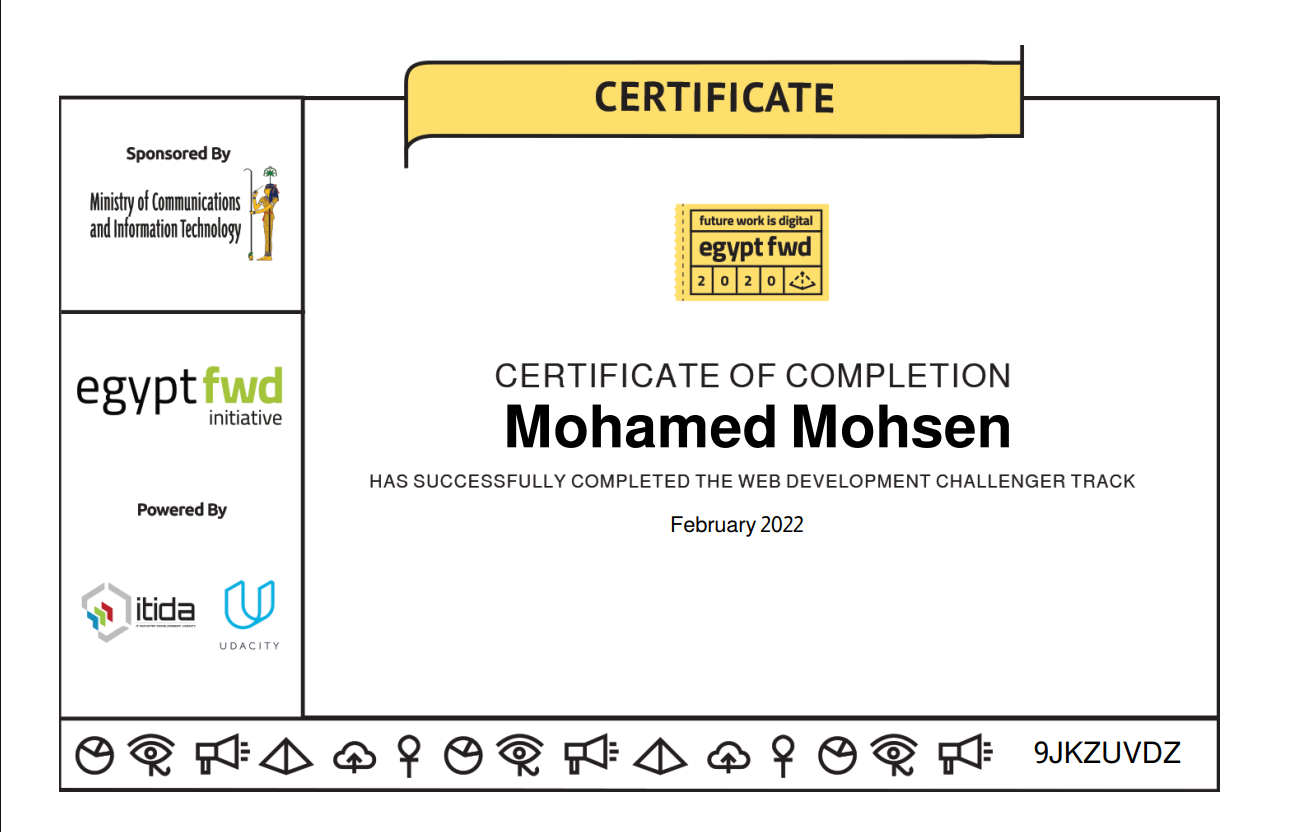 CERTIFICATE
Sponsored By
Ministry of Communications
and Information Technology
future work is digital
egypt fwd
2 0 2 0
egypt fwd
initiative
CERTIFICATE OF COMPLETION
Mohamed Mohsen
HAS SUCCESSFULLY COMPLETED THE WEB DEVELOPMENT CHALLENGER TRACK
February 2022
Powered By
itida
UDACITY
9JKZUVDZ